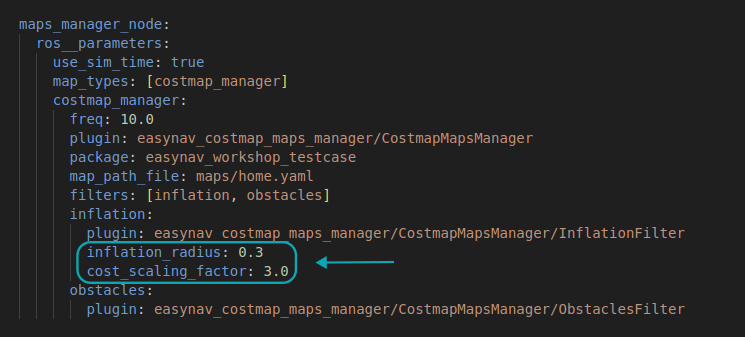 maps_manager_node:
ros__parameters:
use_sim_time: true
map_types: [costmap_manager]
costmap_manager:
freq: 10.0
plugin: easynav_costmap_maps_manager/CostmapMapsManager
package: easynav_workshop_testcase
map_path_file: maps/home.yaml
filters: [inflation, obstacles]
inflation:
plugin: easynav_costmap_maps_manager/CostmapMapsManager/InflationFilter
inflation_radius: 0.3
cost_scaling_factor: 3.0
obstacles:
plugin: easynav_costmap_maps_manager/CostmapMapsManager/ObstaclesFilter